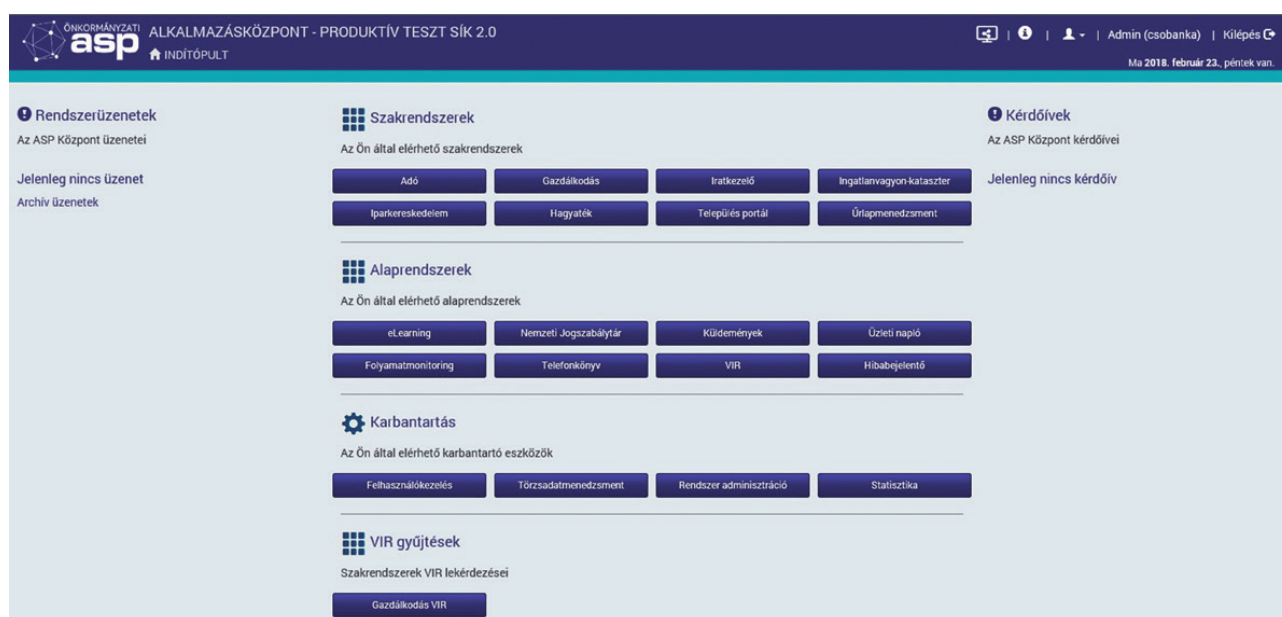 ÖNKORMÁNYZATI
asp
ALKALMAZÁSKÖZPONT - PRODUKTÍV TESZT SÍK 2.0
INDÍTÓPULT
| | | Admin (csobanka) | Kilépés
Ma 2018. február 23., péntek van.
Rendszerüzenetek
Az ASP Központ üzenetei
Jelenleg nincs üzenet
Archív üzenetek
Szakrendszerek
Az Ön által elérhető szakrendszerek
Adó Gazdálkodás Iratkezelő Ingatlanvagyon-kataszter
Iparkereskedelem Hagyaték Település portál Űrlapmenedzsment
Alaprendszerek
Az Ön által elérhető alaprendszerek
eLearning Nemzeti Jogszabálytár Küldemények Üzleti napló
Folyamatmonitoring Telefonkönyv VIR Hibabejelentő
Karbantartás
Az Ön által elérhető karbantartó eszközök
Felhasználókezelés Törzsadatmenedzsment Rendszer adminisztráció Statisztika
VIR gyűjtések
Szakrendszerek VIR lekérdezései
Gazdálkodás VIR
Kérdőívek
Az ASP Központ kérdőívei
Jelenleg nincs kérdőív